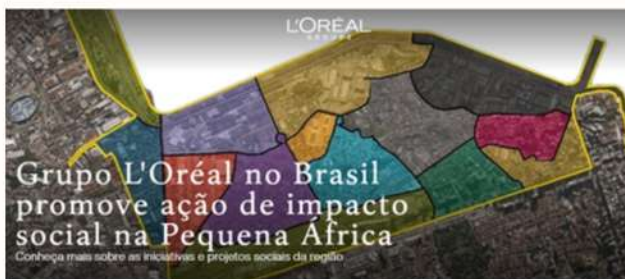 L'ORÉAL
GROUPE
Grupo L'Oréal no Brasil
promove ação de impacto
social na Pequena África
Conheça mais sobre as iniciativas e projetos sociais da região